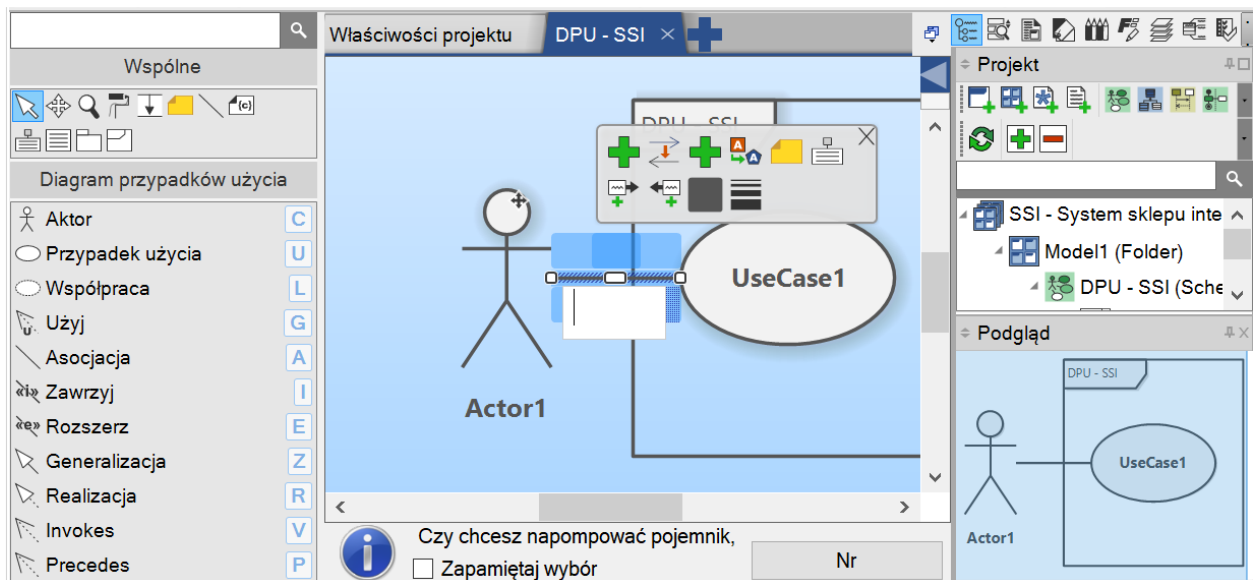 Właściwości projektu
DPU - SSI
Wspólne
(c)
Diagram przypadków użycia
Aktor C
Przypadek użycia U
Współpraca L
Użyj G
Asocjacja A
«i» Zawrzyj I
«e» Rozszerz E
Generalizacja Z
Realizacja R
Invokes V
Precedes P
DPU - SSI
Actor1
UseCase1
Czy chcesz napompować pojemnik,
Zapamiętaj wybór
Nr
Projekt
SSI - System sklepu inte
Model1 (Folder)
DPU - SSI (Sche
Podgląd
DPU - SSI
UseCase1
Actor1